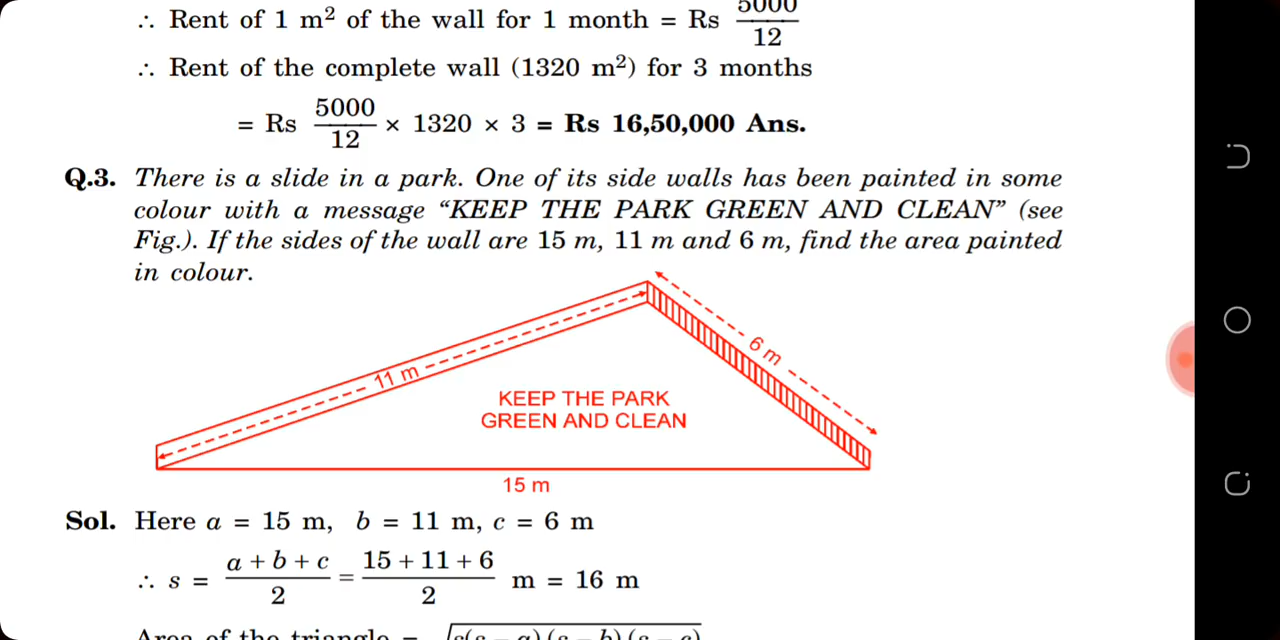 5000
∴ Rent of 1 m² of the wall for 1 month = Rs ——
12
∴ Rent of the complete wall (1320 m²) for 3 months
= Rs 5000/12 × 1320 × 3 = Rs 16,50,000 Ans.
Q.3. There is a slide in a park. One of its side walls has been painted in some
colour with a message “KEEP THE PARK GREEN AND CLEAN” (see
Fig.). If the sides of the wall are 15 m, 11 m and 6 m, find the area painted
in colour.
6 m
11 m
KEEP THE PARK
GREEN AND CLEAN
15 m
Sol. Here a = 15 m, b = 11 m, c = 6 m
∴ s = (a + b + c)/2 = (15 + 11 + 6)/2 m = 16 m
Area of the triangle = √s(s − a)(s − b)(s − c)